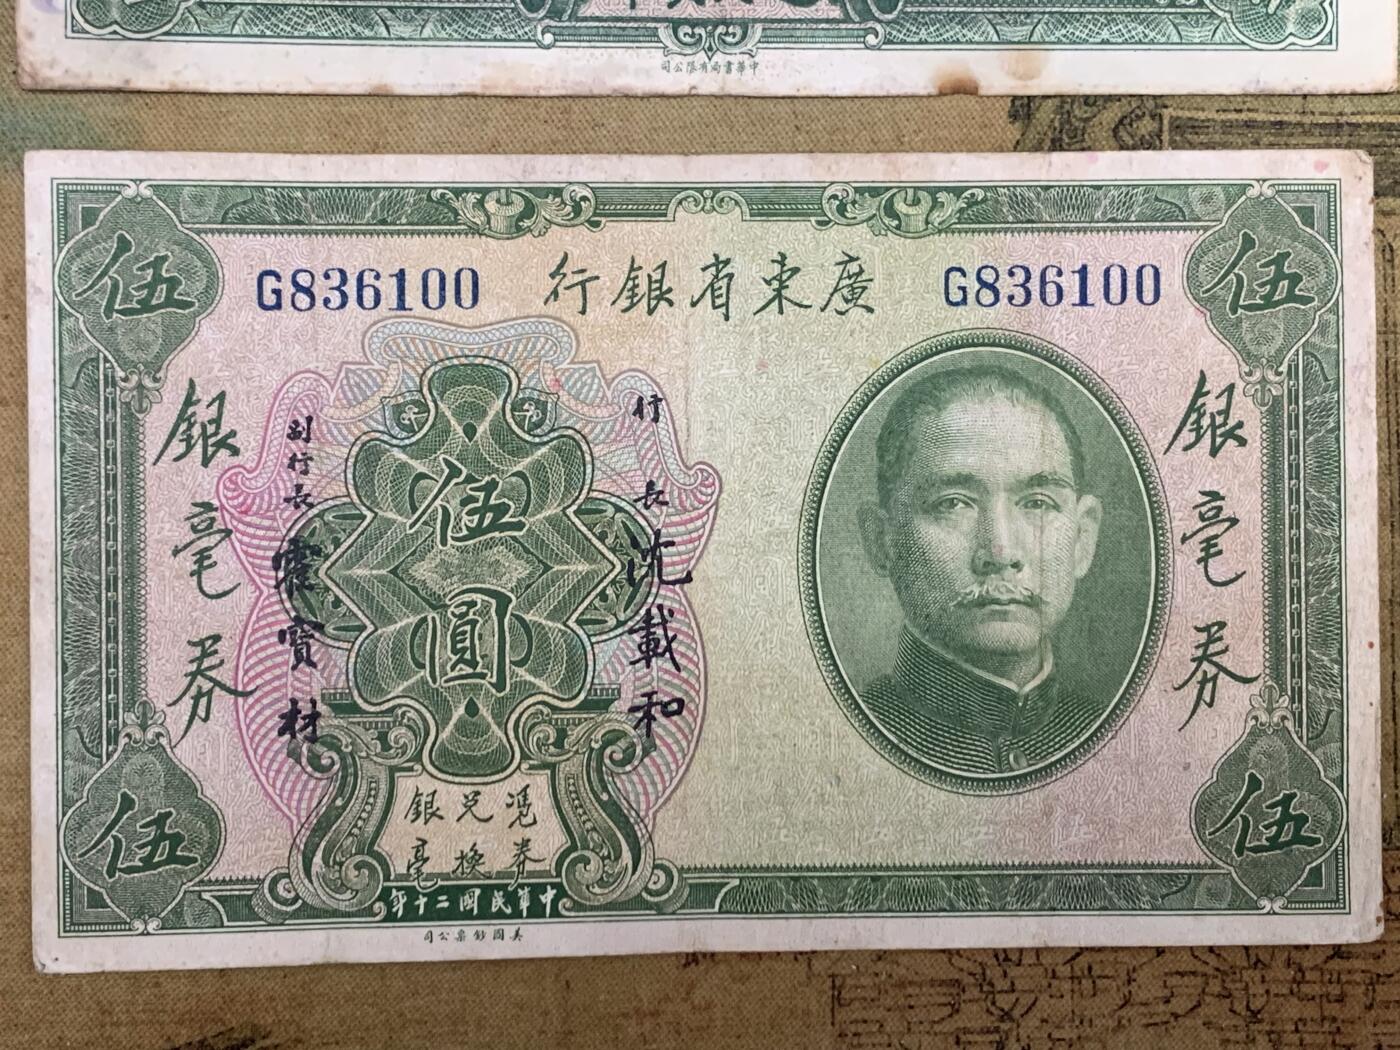 中華書局有限公司
伍
伍
G836100
廣東省銀行
G836100
銀毫券
銀毫券
行長
沈載和
副行長
霍寶材
伍圓
憑券
兌換
銀毫
伍
伍
中華民國二十年
美國鈔票公司